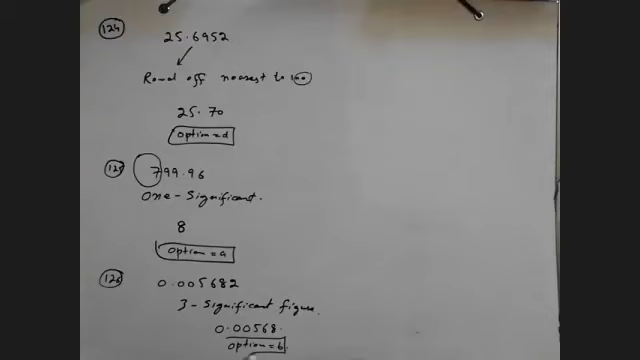 124 25.6952
Round off nearest to 100
25.70
Option = d
125 799.96
One - Significant.
8
Option = a
126 0.005682
3 - Significant figure.
0.00568.
Option = b.